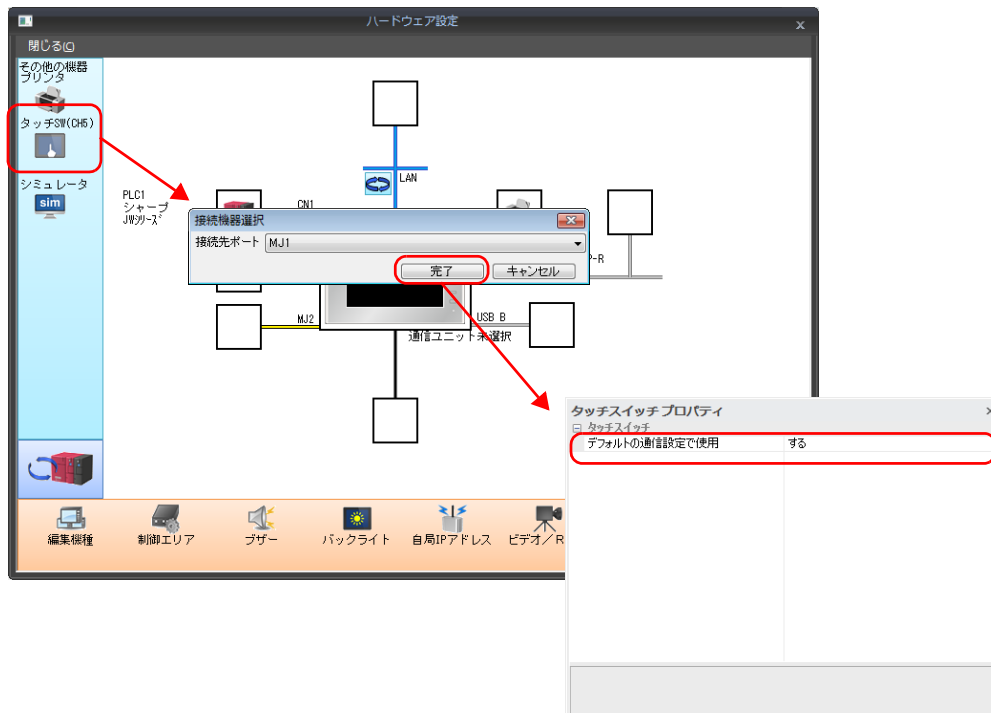 ハードウェア設定
閉じる(C)
その他の機器
プリンタ
タッチSW(CH5)
シミュレータ
sim
LAN
PLC1
シャープ
JWシリーズ
CN1
接続機器選択
接続先ポート MJ1
完了 キャンセル
P-R
MJ2
USB B
通信ユニット未選択
タッチスイッチ プロパティ
タッチスイッチ
デフォルトの通信設定で使用 する
編集機種 制御エリア ブザー バックライト 自局IPアドレス ビデオ/R